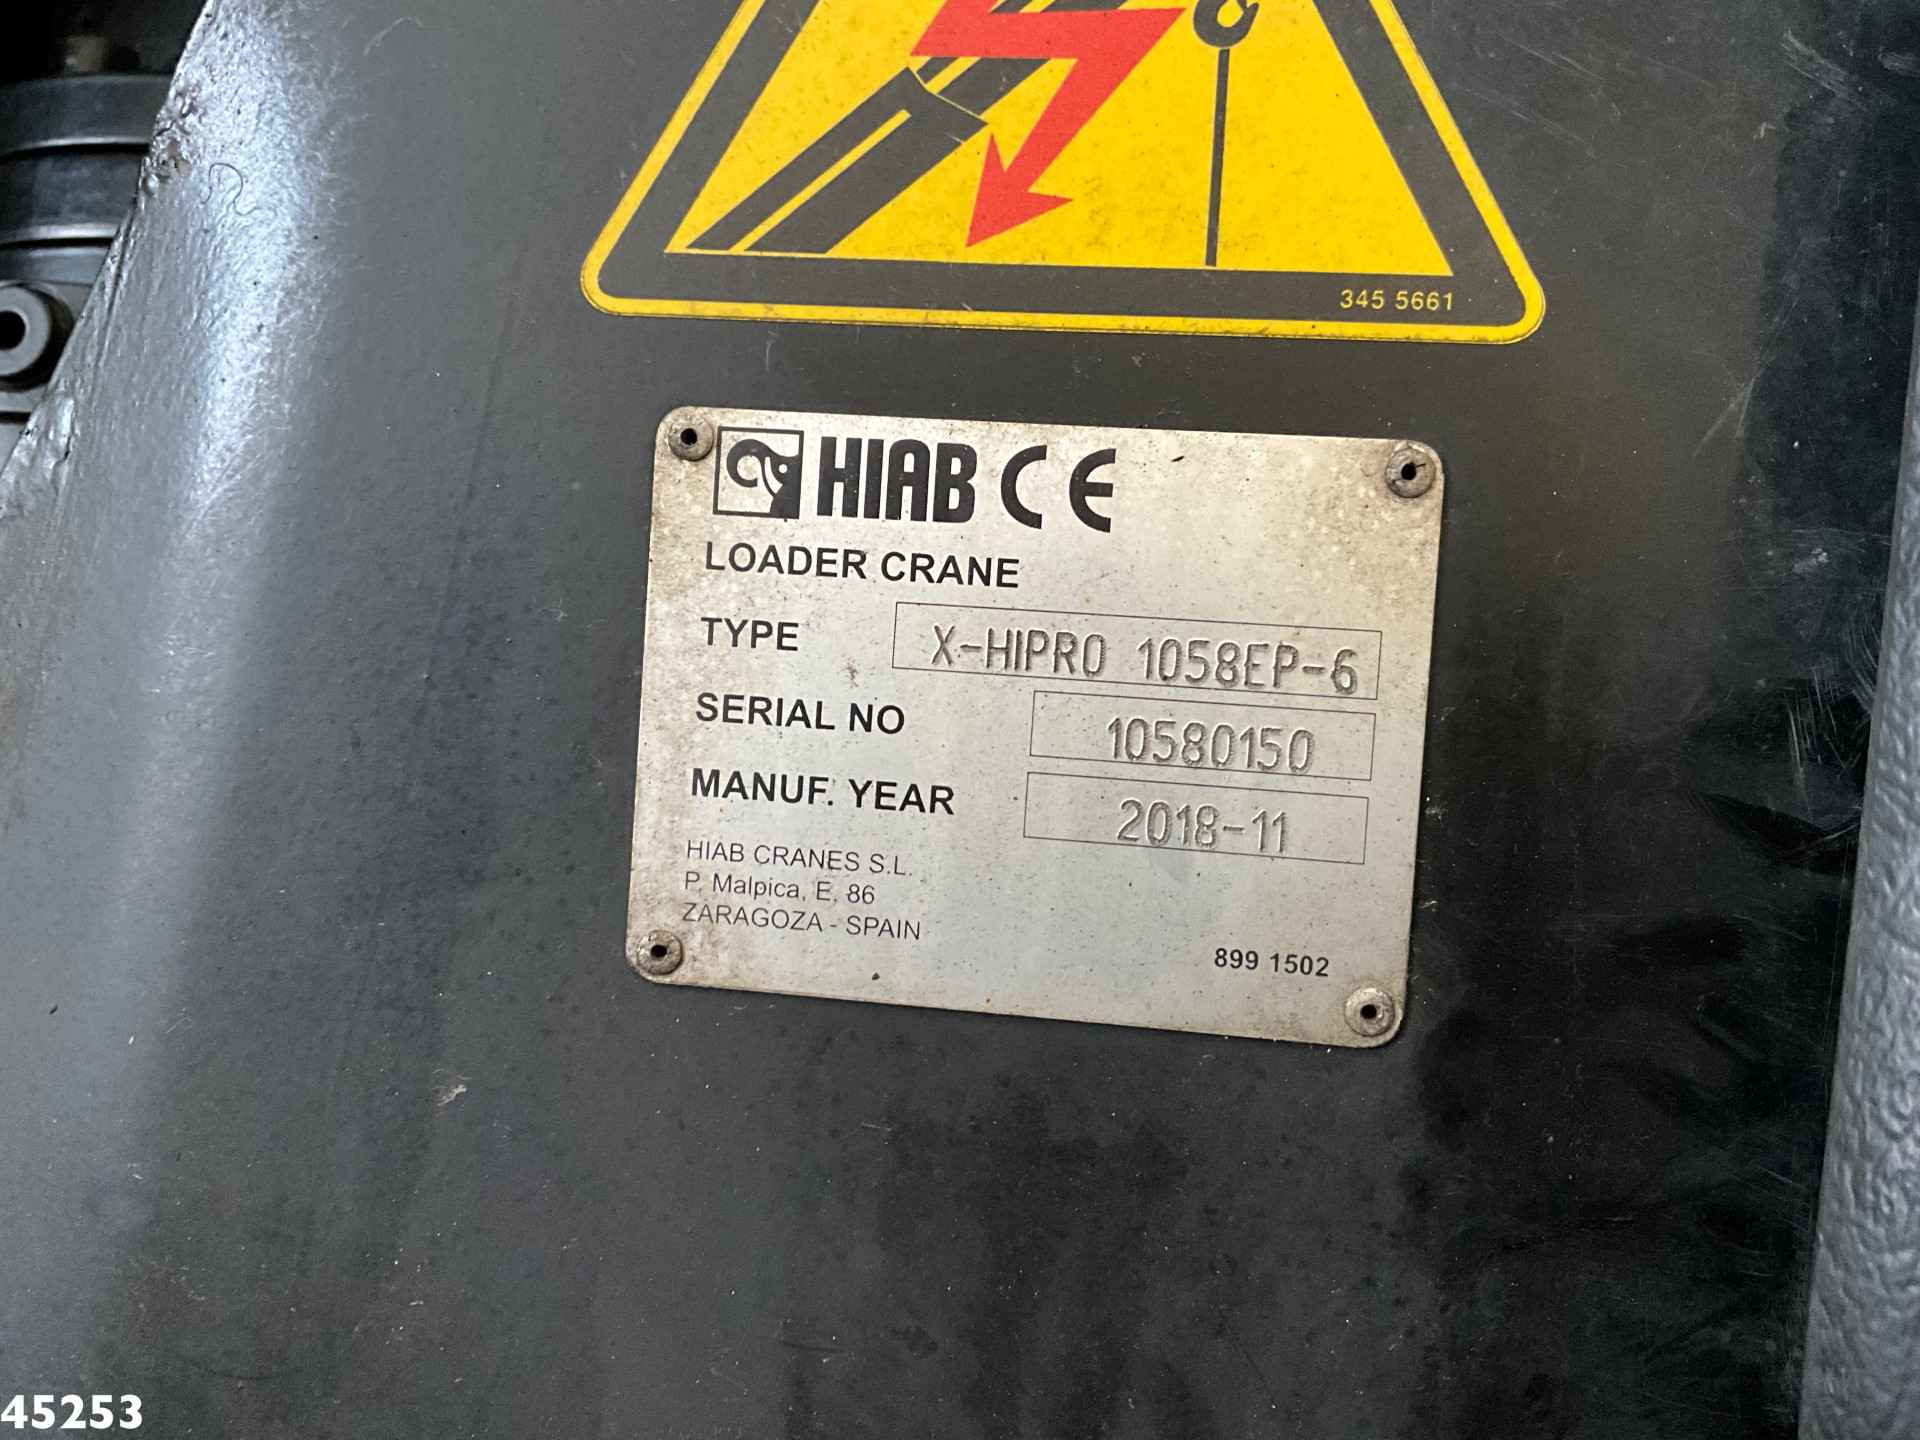 345 5661
HIAB CE
LOADER CRANE
TYPE X-HIPRO 1058EP-6
SERIAL NO 10580150
MANUF. YEAR 2018-11
HIAB CRANES S.L.
P. Malpica, E, 86
ZARAGOZA - SPAIN
899 1502
45253